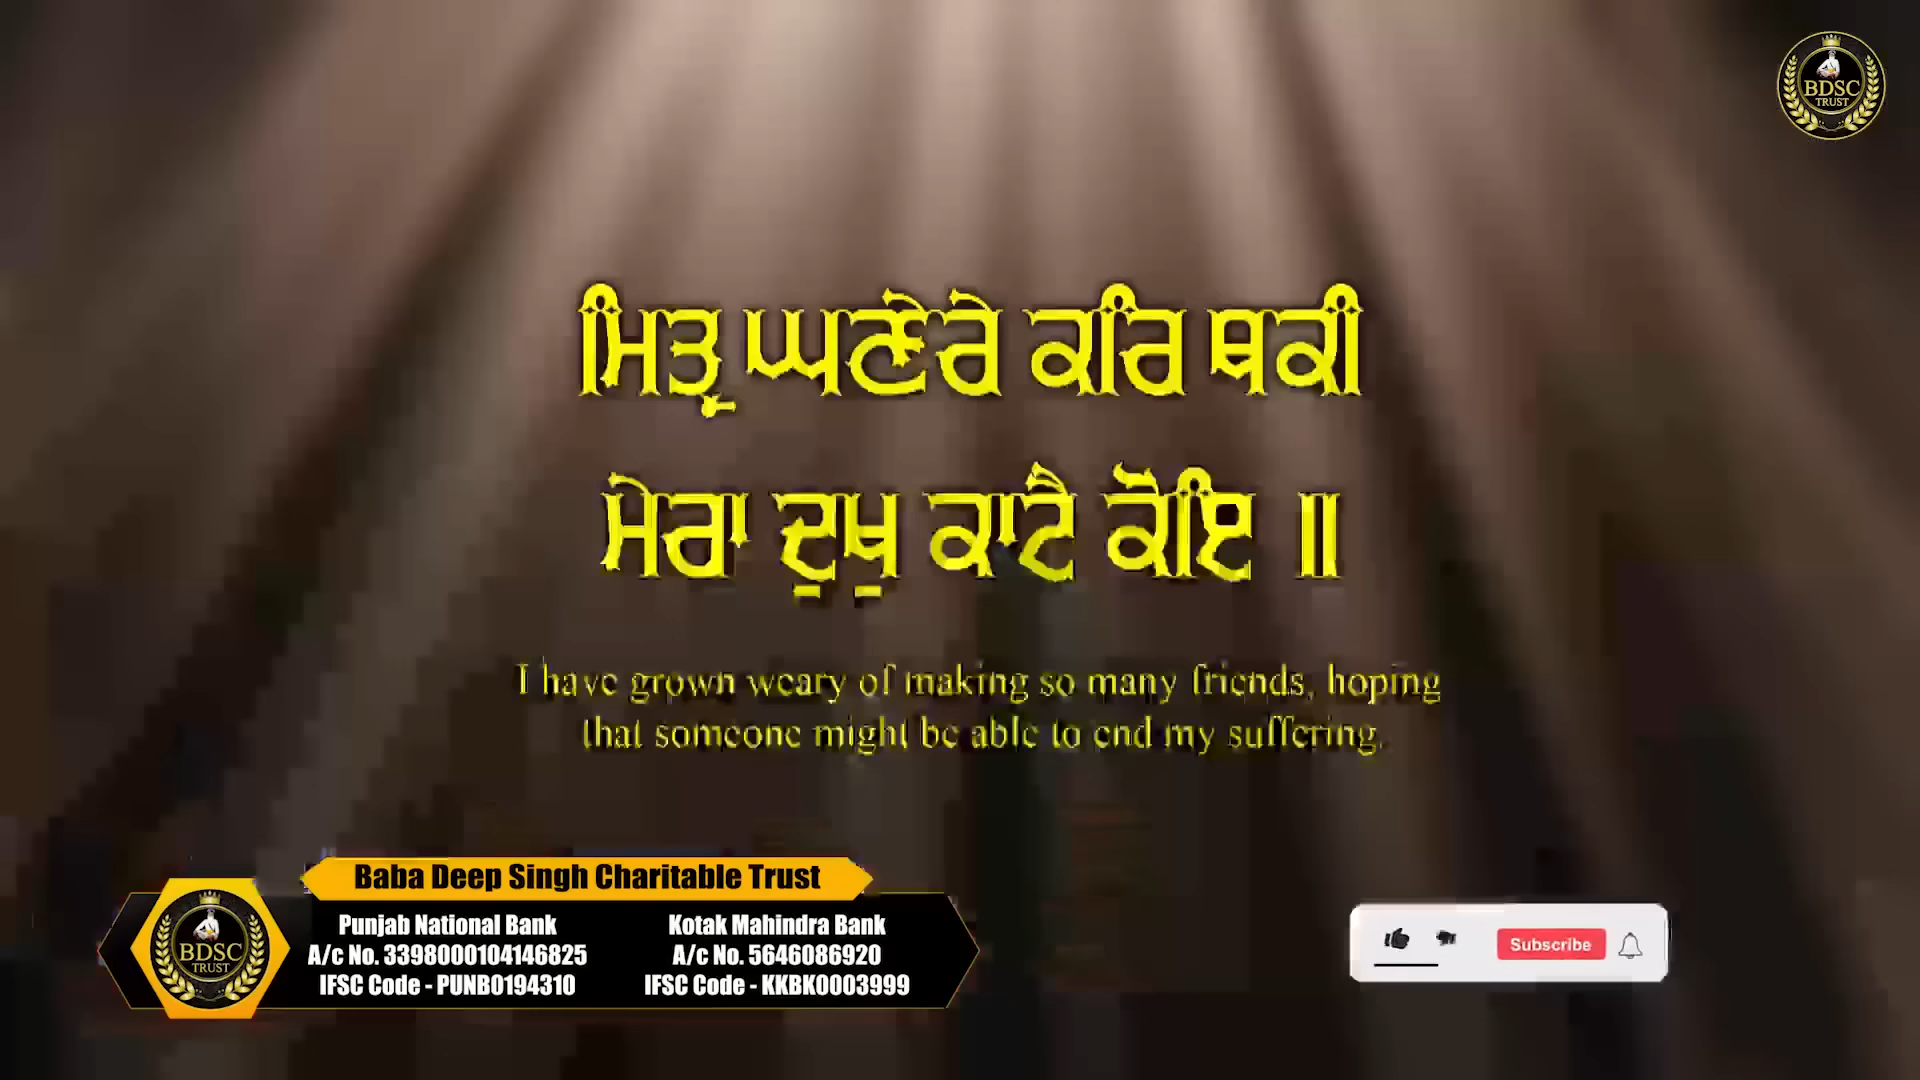 BDSC
TRUST
ਮਿਤ੍ਰ ਘਣੇਰੇ ਕਰਿ ਥਕੀ
ਮੇਰਾ ਦੁਖੁ ਕਾਟੈ ਕੋਇ ॥
I have grown weary of making so many friends, hoping
that someone might be able to end my suffering.
Baba Deep Singh Charitable Trust
Punjab National Bank
A/c No. 3398000104146825
IFSC Code - PUNB0194310
Kotak Mahindra Bank
A/c No. 5646086920
IFSC Code - KKBK0003999
BDSC
TRUST
Subscribe